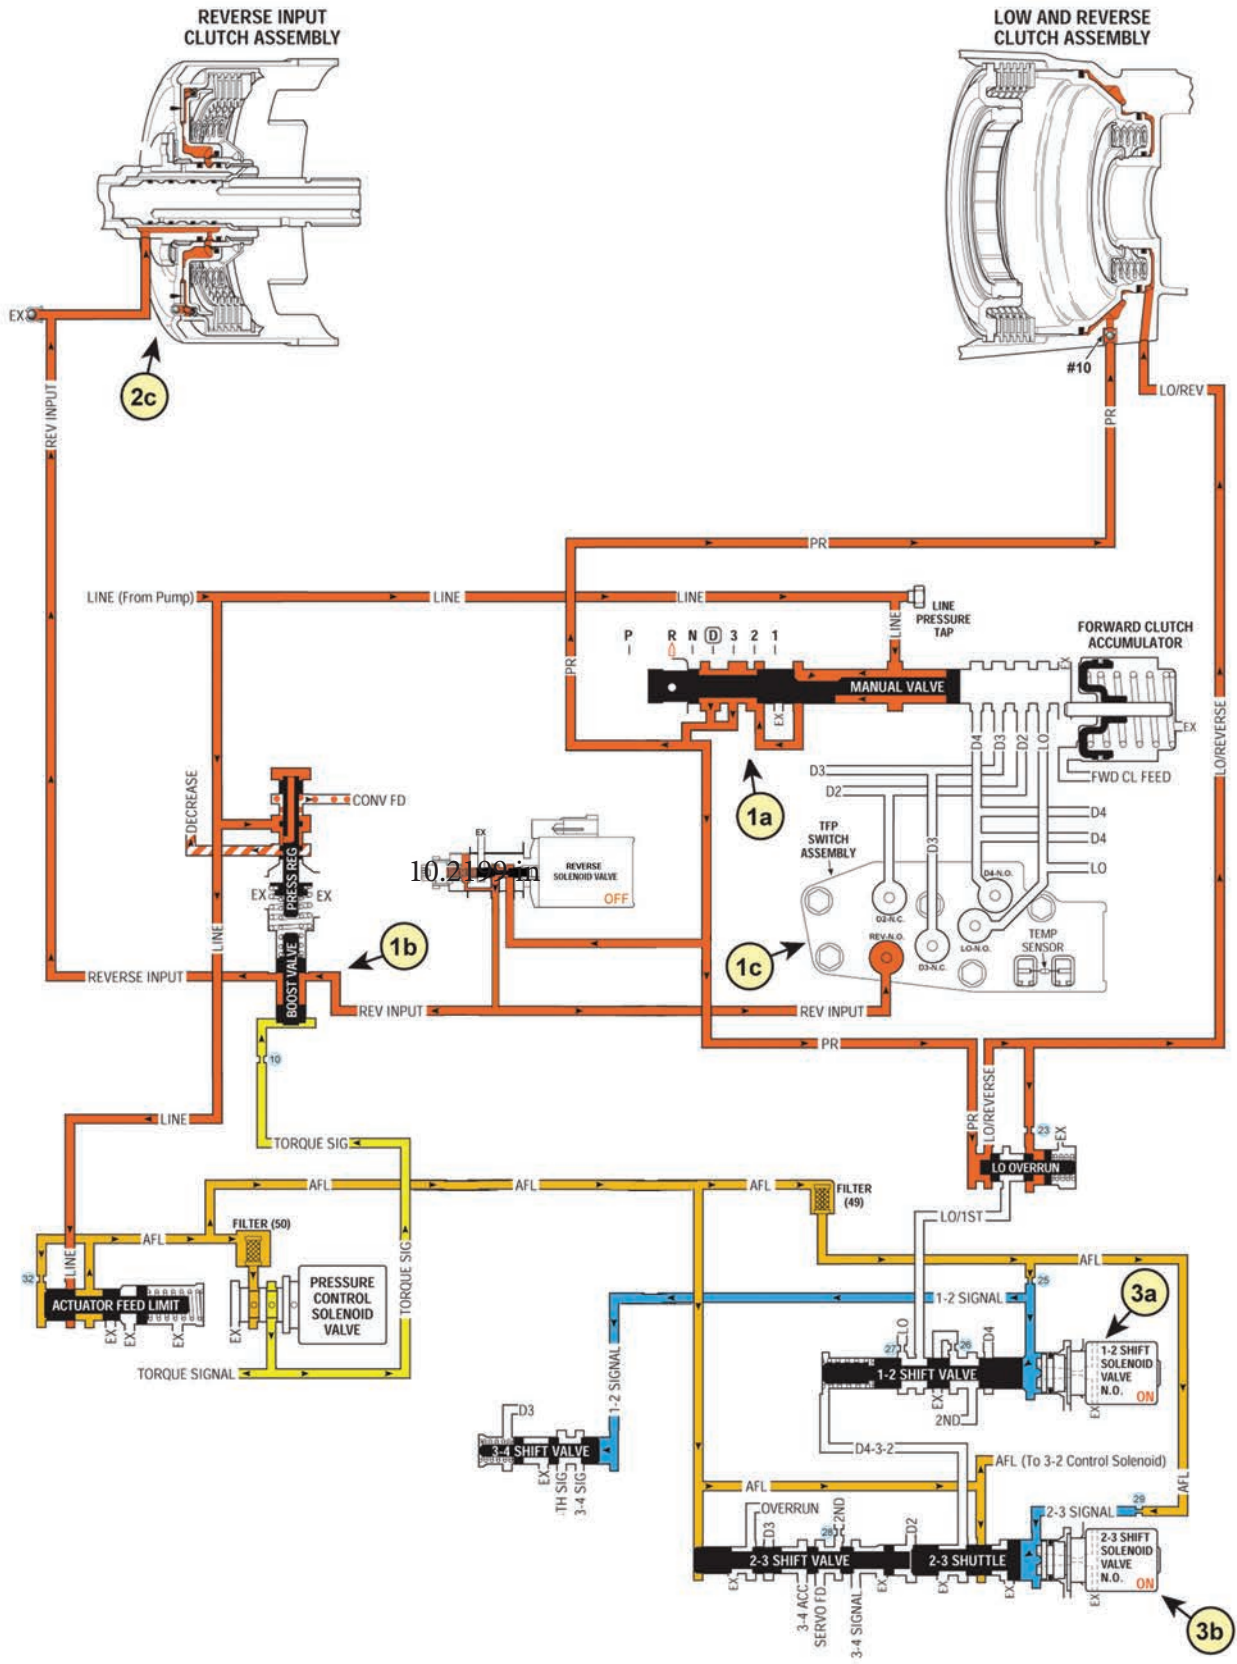 REVERSE INPUT
CLUTCH ASSEMBLY
LOW AND REVERSE
CLUTCH ASSEMBLY
EX
2c
#10
LO/REV
REV INPUT
PR
PR
LINE (From Pump)
LINE
LINE
LINE
PRESSURE
TAP
LINE
P R N D 3 2 1
FORWARD CLUTCH
ACCUMULATOR
EX
PR
MANUAL VALVE
EX
EX
D4
D3
D2
LO
LO/REVERSE
D3
FWD CL FEED
D2
1a
DECREASE
CONV FD
TFP
SWITCH
ASSEMBLY
D4
D4
D3
LO
EX
10.2199 in
REVERSE
SOLENOID VALVE
OFF
PRESS REG
EX
EX
D4-N.O.
D2-N.C.
LINE
1b
REV-N.O.
LO-N.O.
TEMP
SENSOR
D3-N.C.
1c
REVERSE INPUT
BOOST VALVE
REV INPUT
REV INPUT
10
PR
LO/REVERSE
PR
LINE
23
EX
TORQUE SIG
LO OVERRUN
AFL
AFL
AFL
FILTER
(49)
LO/1ST
FILTER (50)
AFL
LINE
TORQUE SIG
AFL
32
25
3a
ACTUATOR FEED LIMIT
PRESSURE
CONTROL
SOLENOID
VALVE
1-2 SIGNAL
EX
EX
EX
EX
LO
27
26
D4
1-2 SHIFT
SOLENOID
VALVE
N.O.
ON
TORQUE SIGNAL
1-2 SIGNAL
1-2 SHIFT VALVE
EX
EX
2ND
D3
3-4 SHIFT VALVE
D4-3-2
EX
TH SIG
3-4 SIG
AFL (To 3-2 Control Solenoid)
AFL
AFL
29
OVERRUN
2-3 SIGNAL
D3
28
2ND
D2
2-3 SHIFT
SOLENOID
VALVE
N.O.
ON
2-3 SHIFT VALVE
2-3 SHUTTLE
EX
3-4 ACC
SERVO FD
3-4 SIGNAL
EX
EX
EX
EX
3b